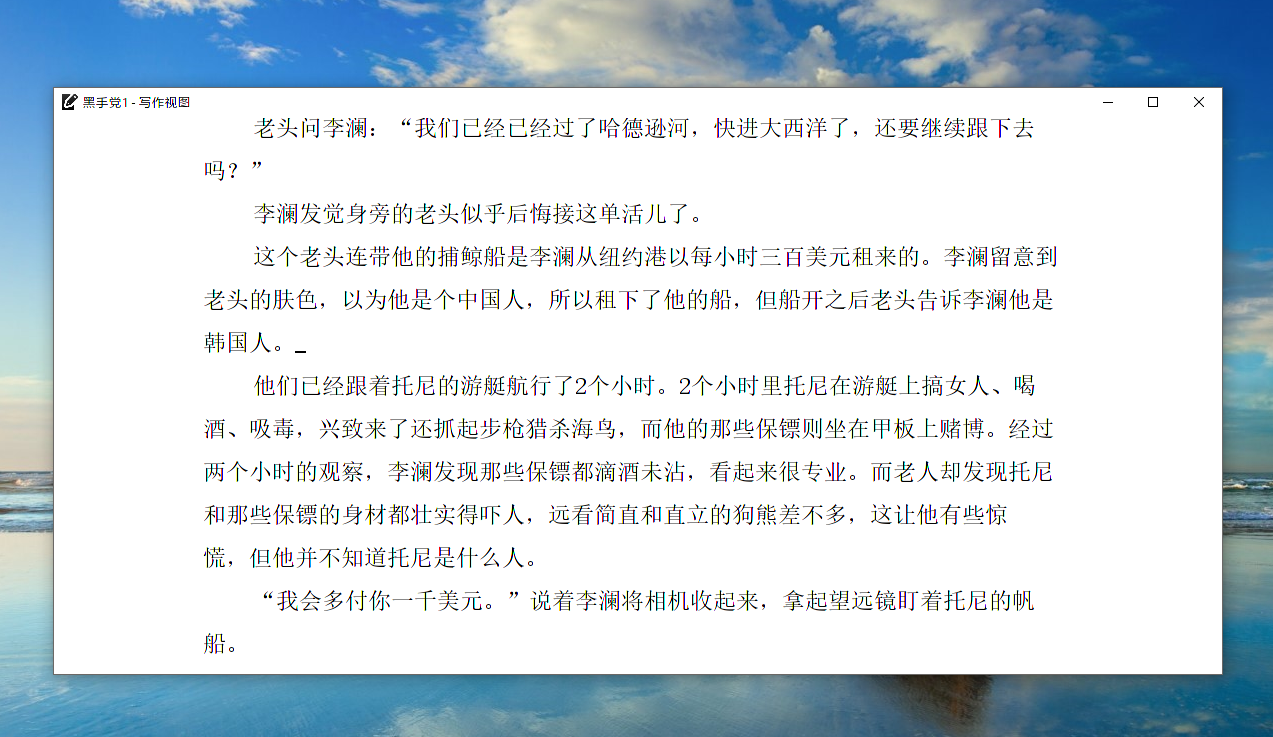 黑手党1 - 写作视图
老头问李澜：“我们已经已经过了哈德逊河，快进大西洋了，还要继续跟下去
吗？”
李澜发觉身旁的老头似乎后悔接这单活儿了。
这个老头连带他的捕鲸船是李澜从纽约港以每小时三百美元租来的。李澜留意到
老头的肤色，以为他是个中国人，所以租下了他的船，但船开之后老头告诉李澜他是
韩国人。
他们已经跟着托尼的游艇航行了2个小时。2个小时里托尼在游艇上搞女人、喝
酒、吸毒，兴致来了还抓起步枪猎杀海鸟，而他的那些保镖则坐在甲板上赌博。经过
两个小时的观察，李澜发现那些保镖都滴酒未沾，看起来很专业。而老人却发现托尼
和那些保镖的身材都壮实得吓人，远看简直和直立的狗熊差不多，这让他有些惊
慌，但他并不知道托尼是什么人。
“我会多付你一千美元。”说着李澜将相机收起来，拿起望远镜盯着托尼的帆
船。